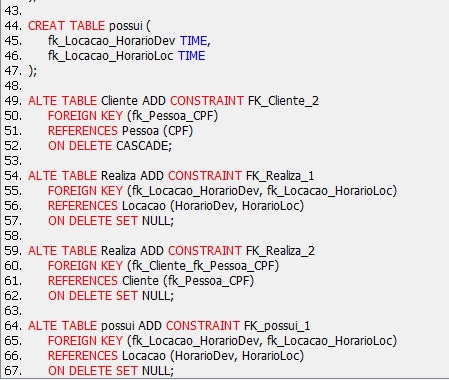 43.
44. CREAT TABLE possui (
45. fk_Locacao_HorarioDev TIME,
46. fk_Locacao_HorarioLoc TIME
47. );
48.
49. ALTE TABLE Cliente ADD CONSTRAINT FK_Cliente_2
50. FOREIGN KEY (fk_Pessoa_CPF)
51. REFERENCES Pessoa (CPF)
52. ON DELETE CASCADE;
53.
54. ALTE TABLE Realiza ADD CONSTRAINT FK_Realiza_1
55. FOREIGN KEY (fk_Locacao_HorarioDev, fk_Locacao_HorarioLoc)
56. REFERENCES Locacao (HorarioDev, HorarioLoc)
57. ON DELETE SET NULL;
58.
59. ALTE TABLE Realiza ADD CONSTRAINT FK_Realiza_2
60. FOREIGN KEY (fk_Cliente_fk_Pessoa_CPF)
61. REFERENCES Cliente (fk_Pessoa_CPF)
62. ON DELETE SET NULL;
63.
64. ALTE TABLE possui ADD CONSTRAINT FK_possui_1
65. FOREIGN KEY (fk_Locacao_HorarioDev, fk_Locacao_HorarioLoc)
66. REFERENCES Locacao (HorarioDev, HorarioLoc)
67. ON DELETE SET NULL;